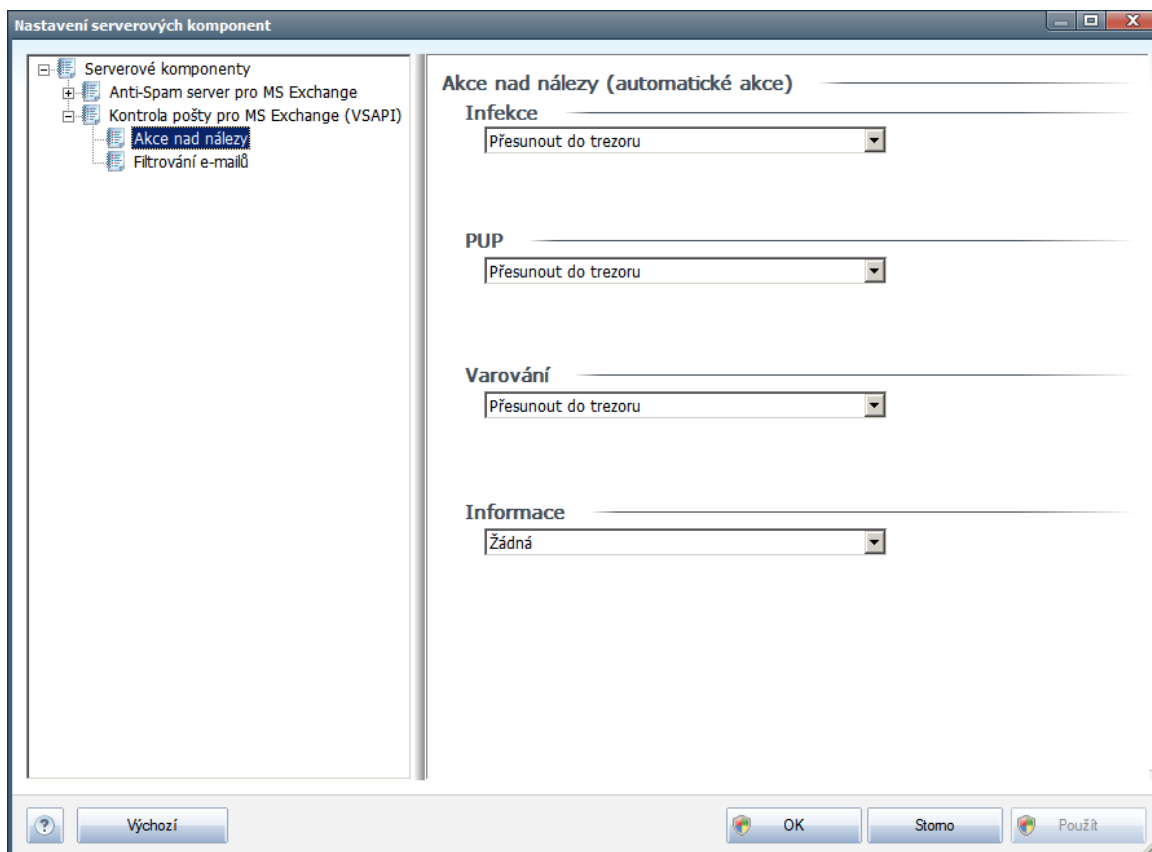 Nastavení serverových komponent
Serverové komponenty
Anti-Spam server pro MS Exchange
Kontrola pošty pro MS Exchange (VSAPI)
Akce nad nálezy
Filtrování e-mailů
Akce nad nálezy (automatické akce)
Infekce
Přesunout do trezoru
PUP
Přesunout do trezoru
Varování
Přesunout do trezoru
Informace
Žádná
?
Výchozí
OK
Storno
Použít